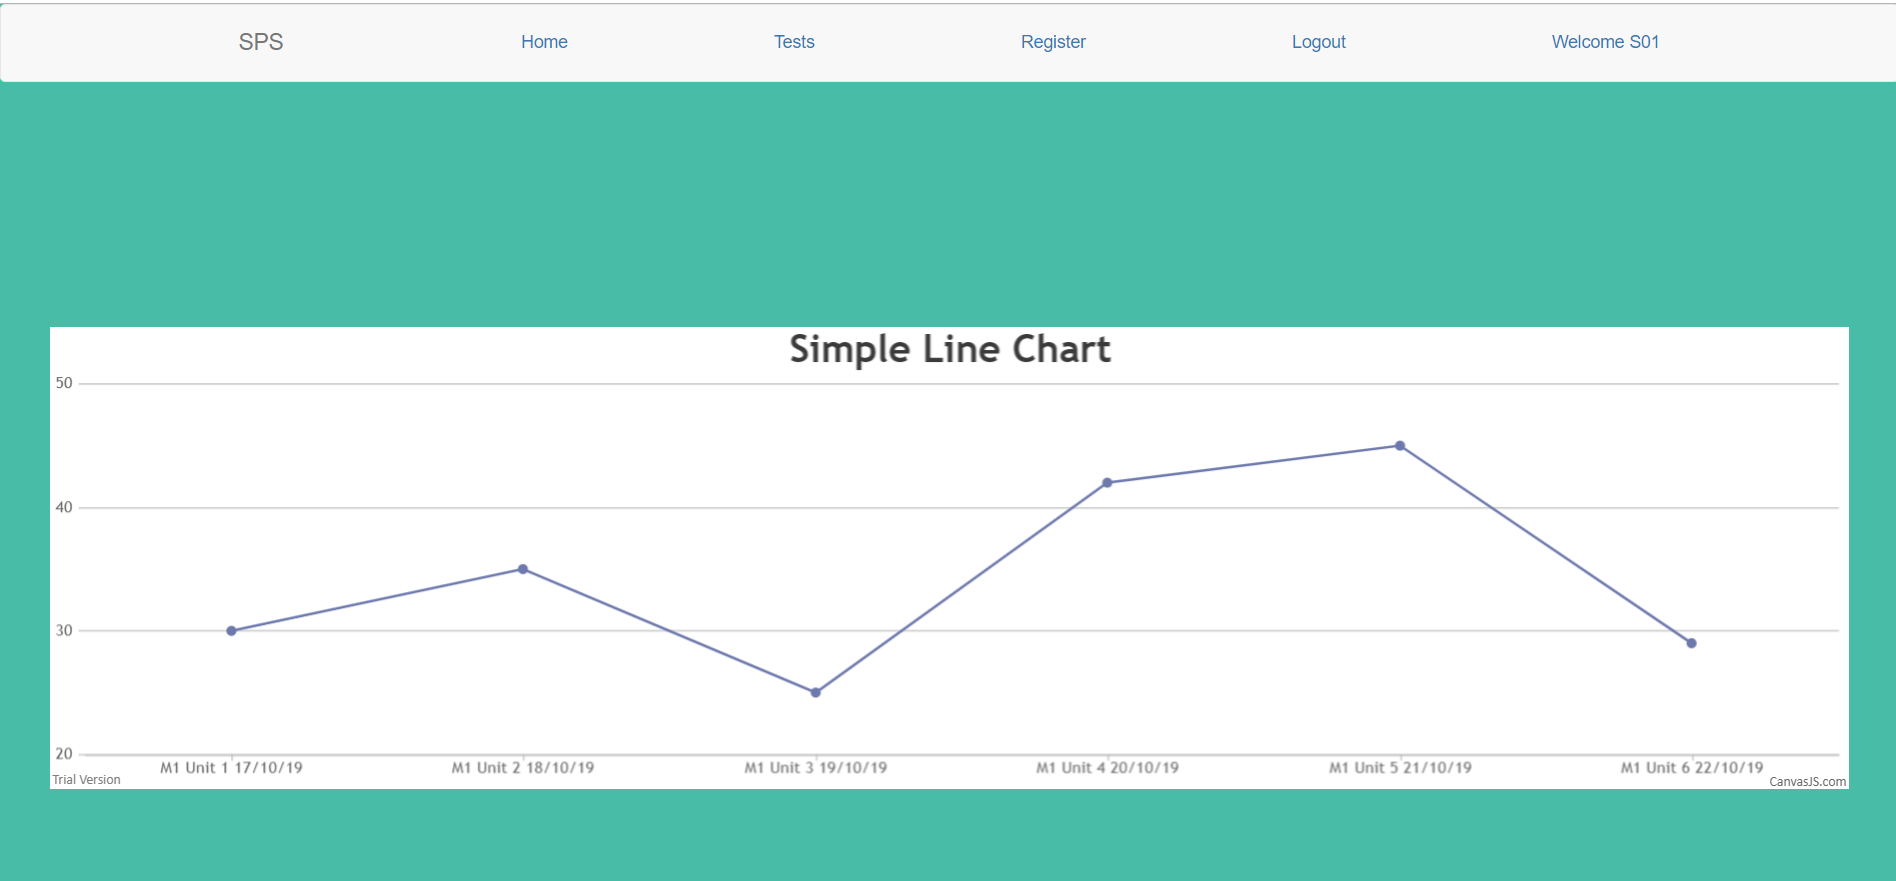 SPS Home Tests Register Logout Welcome S01
Simple Line Chart
50
40
30
20
M1 Unit 1 17/10/19 M1 Unit 2 18/10/19 M1 Unit 3 19/10/19 M1 Unit 4 20/10/19 M1 Unit 5 21/10/19 M1 Unit 6 22/10/19
Trial Version CanvasJS.com